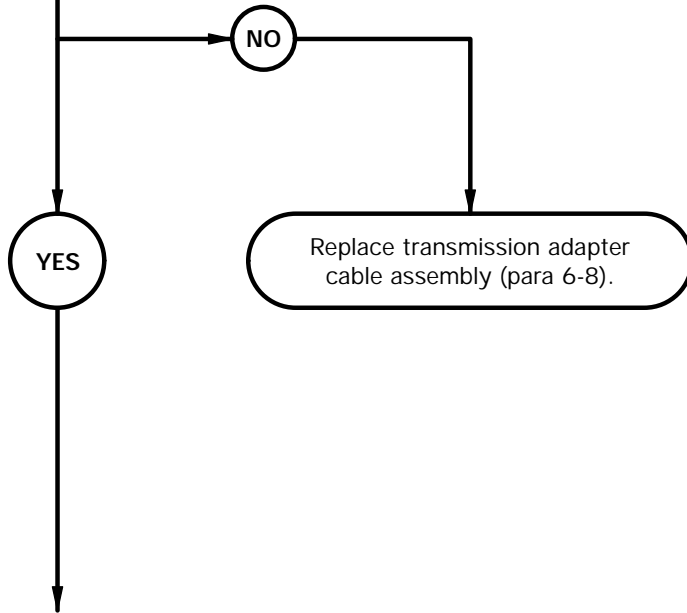 NO
YES
Replace transmission adapter
cable assembly (para 6-8).